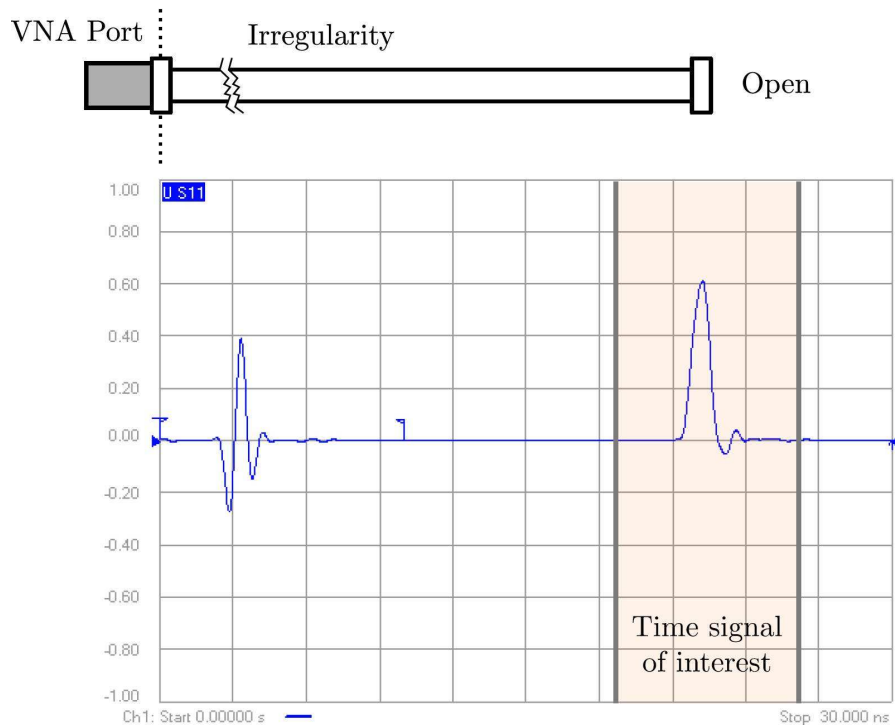 VNA Port
Irregularity
Open
U S11
1.00
0.80
0.60
0.40
0.20
0.00
-0.20
-0.40
-0.60
-0.80
-1.00
Time signal
of interest
Ch1: Start 0.00000 s
Stop 30.000 ns